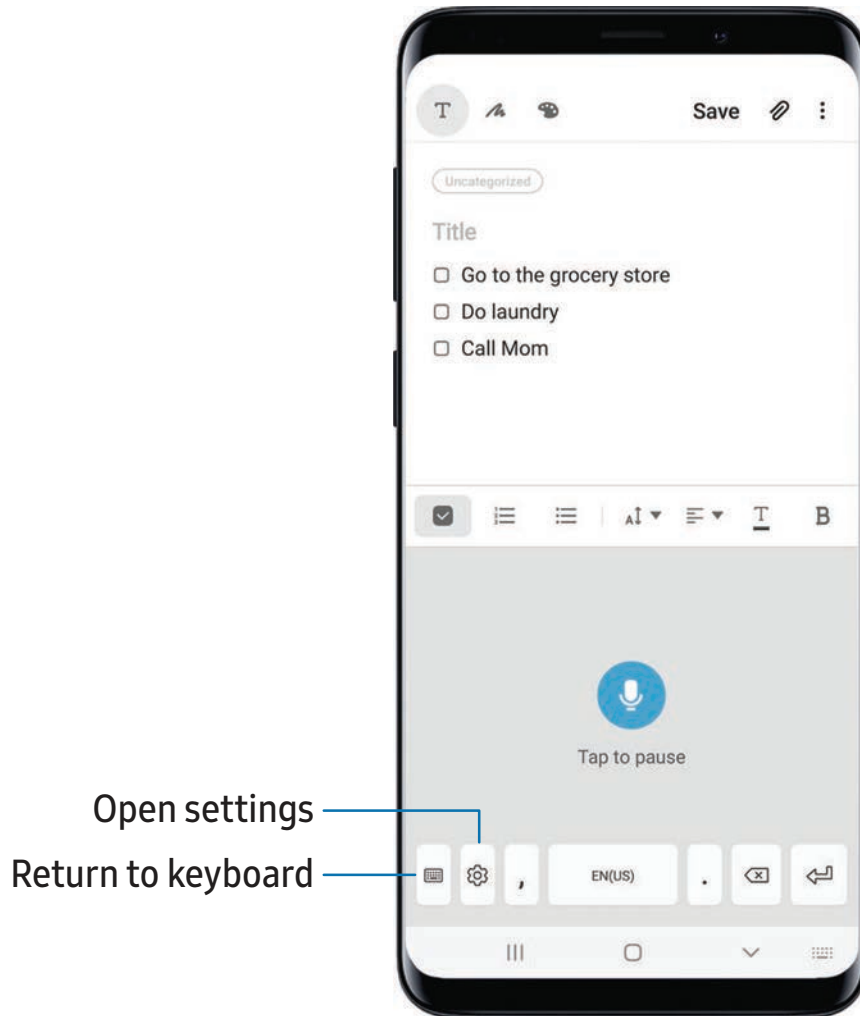 T
Save
Uncategorized
Title
Go to the grocery store
Do laundry
Call Mom
A
T
B
Tap to pause
Open settings
Return to keyboard
,
EN(US)
.